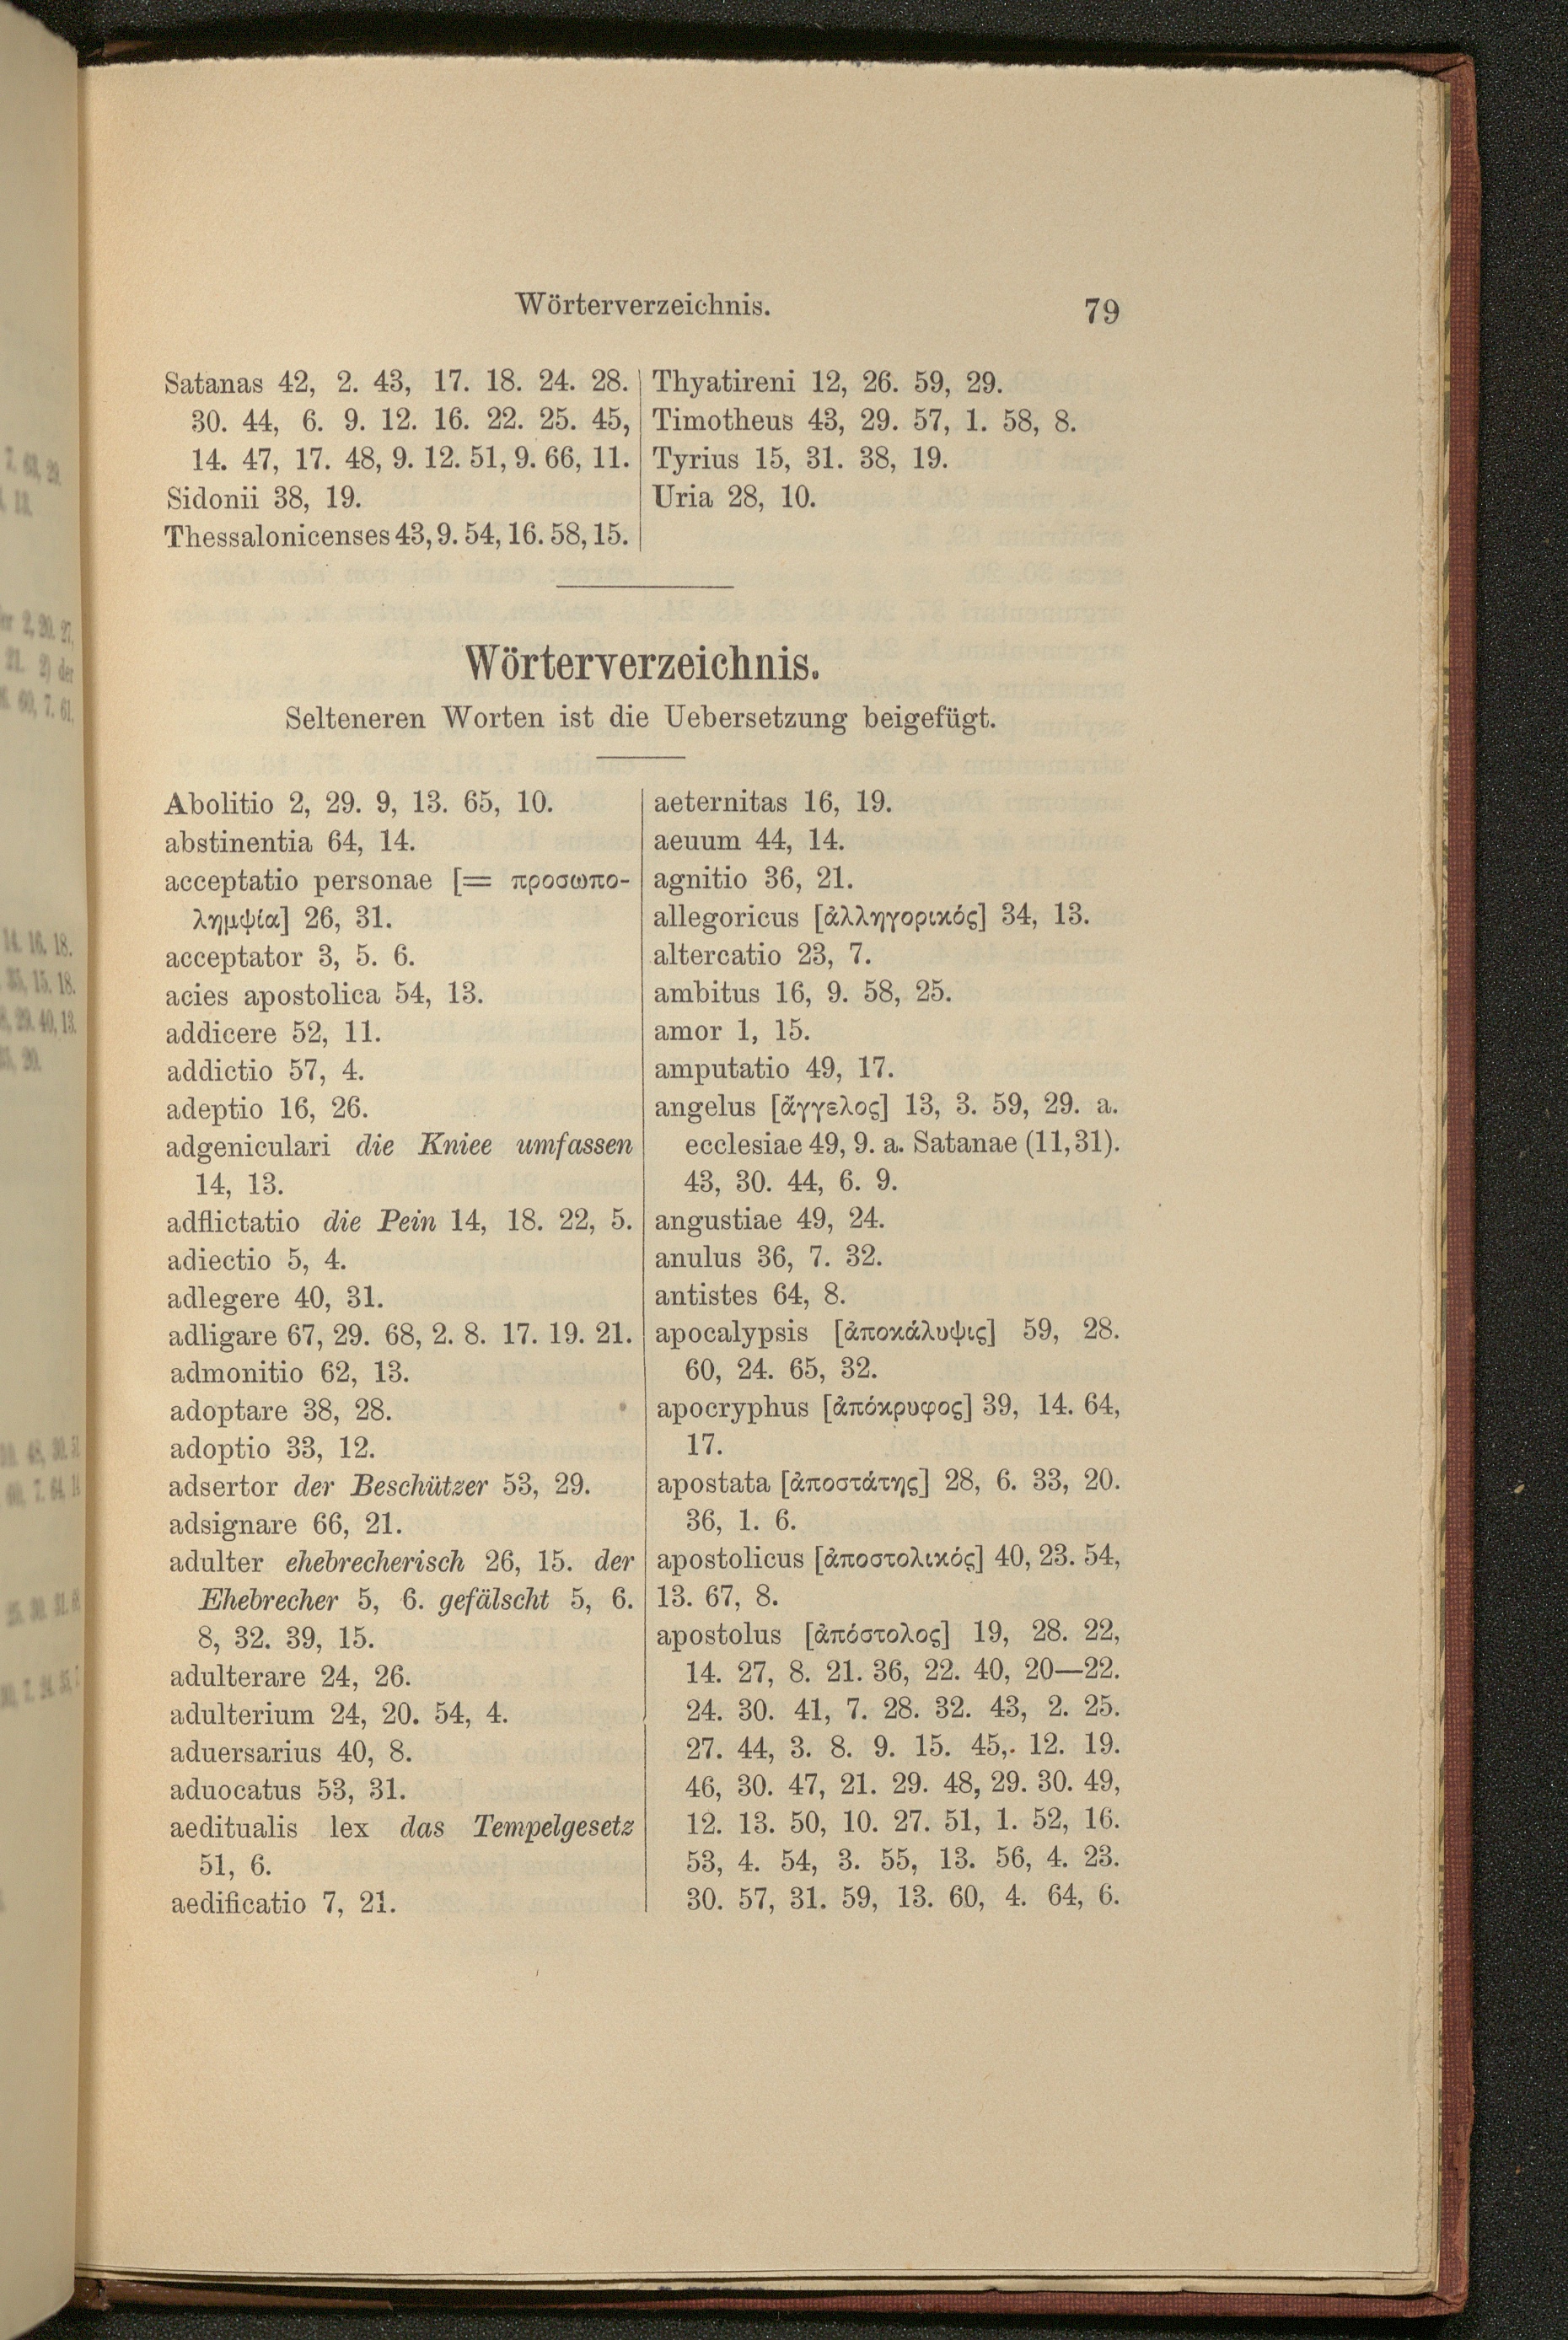 Wörterverzeichnis. 79
Satanas 42, 2. 43, 17. 18. 24. 28.
30. 44, 6. 9. 12. 16. 22. 25. 45,
14. 47, 17. 48, 9. 12. 51, 9. 66, 11.
Sidonii 38, 19.
Thessalonicenses 43, 9. 54, 16. 58, 15.
Thyatireni 12, 26. 59, 29.
Timotheus 43, 29. 57, 1. 58, 8.
Tyrius 15, 31. 38, 19.
Uria 28, 10.
Wörterverzeichnis.
Selteneren Worten ist die Uebersetzung beigefügt.
Abolitio 2, 29. 9, 13. 65, 10.
abstinentia 64, 14.
acceptatio personae [= προσωπο-
λημψία] 26, 31.
acceptator 3, 5. 6.
acies apostolica 54, 13.
addicere 52, 11.
addictio 57, 4.
adeptio 16, 26.
adgeniculari die Kniee umfassen
14, 13.
adflictatio die Pein 14, 18. 22, 5.
adiectio 5, 4.
adlegere 40, 31.
adligare 67, 29. 68, 2. 8. 17. 19. 21.
admonitio 62, 13.
adoptare 38, 28.
adoptio 33, 12.
adsertor der Beschützer 53, 29.
adsignare 66, 21.
adulter ehebrecherisch 26, 15. der
Ehebrecher 5, 6. gefälscht 5, 6.
8, 32. 39, 15.
adulterare 24, 26.
adulterium 24, 20. 54, 4.
aduersarius 40, 8.
aduocatus 53, 31.
aeditualis lex das Tempelgesetz
51, 6.
aedificatio 7, 21.
aeternitas 16, 19.
aeuum 44, 14.
agnitio 36, 21.
allegoricus [ἀλληγορικός] 34, 13.
altercatio 23, 7.
ambitus 16, 9. 58, 25.
amor 1, 15.
amputatio 49, 17.
angelus [ἄγγελος] 13, 3. 59, 29. a.
ecclesiae 49, 9. a. Satanae (11, 31).
43, 30. 44, 6. 9.
angustiae 49, 24.
anulus 36, 7. 32.
antistes 64, 8.
apocalypsis [ἀποκάλυψις] 59, 28.
60, 24. 65, 32.
apocryphus [ἀπόκρυφος] 39, 14. 64,
17.
apostata [ἀποστάτης] 28, 6. 33, 20.
36, 1. 6.
apostolicus [ἀποστολικός] 40, 23. 54,
13. 67, 8.
apostolus [ἀπόστολος] 19, 28. 22,
14. 27, 8. 21. 36, 22. 40, 20—22.
24. 30. 41, 7. 28. 32. 43, 2. 25.
27. 44, 3. 8. 9. 15. 45, 12. 19.
46, 30. 47, 21. 29. 48, 29. 30. 49,
12. 13. 50, 10. 27. 51, 1. 52, 16.
53, 4. 54, 3. 55, 13. 56, 4. 23.
30. 57, 31. 59, 13. 60, 4. 64, 6.